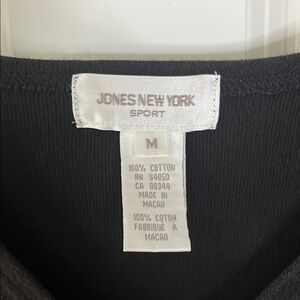 JONES NEW YORK
SPORT
M
100% COTTON
RN 54050
CA 08349
MADE IN
MACAU
100% COTON
FABRIQUÉ À
MACAO